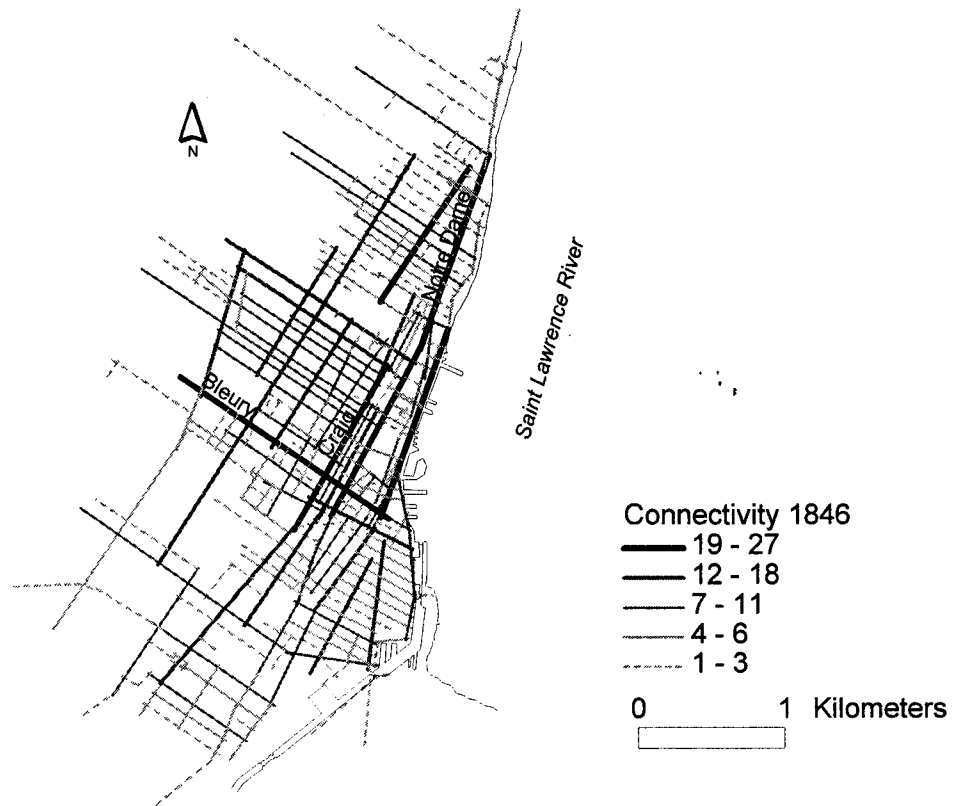 N
Notre Dame
Saint Lawrence River
Bleury
Craig
Connectivity 1846
19 - 27
12 - 18
7 - 11
4 - 6
1 - 3
0 1 Kilometers